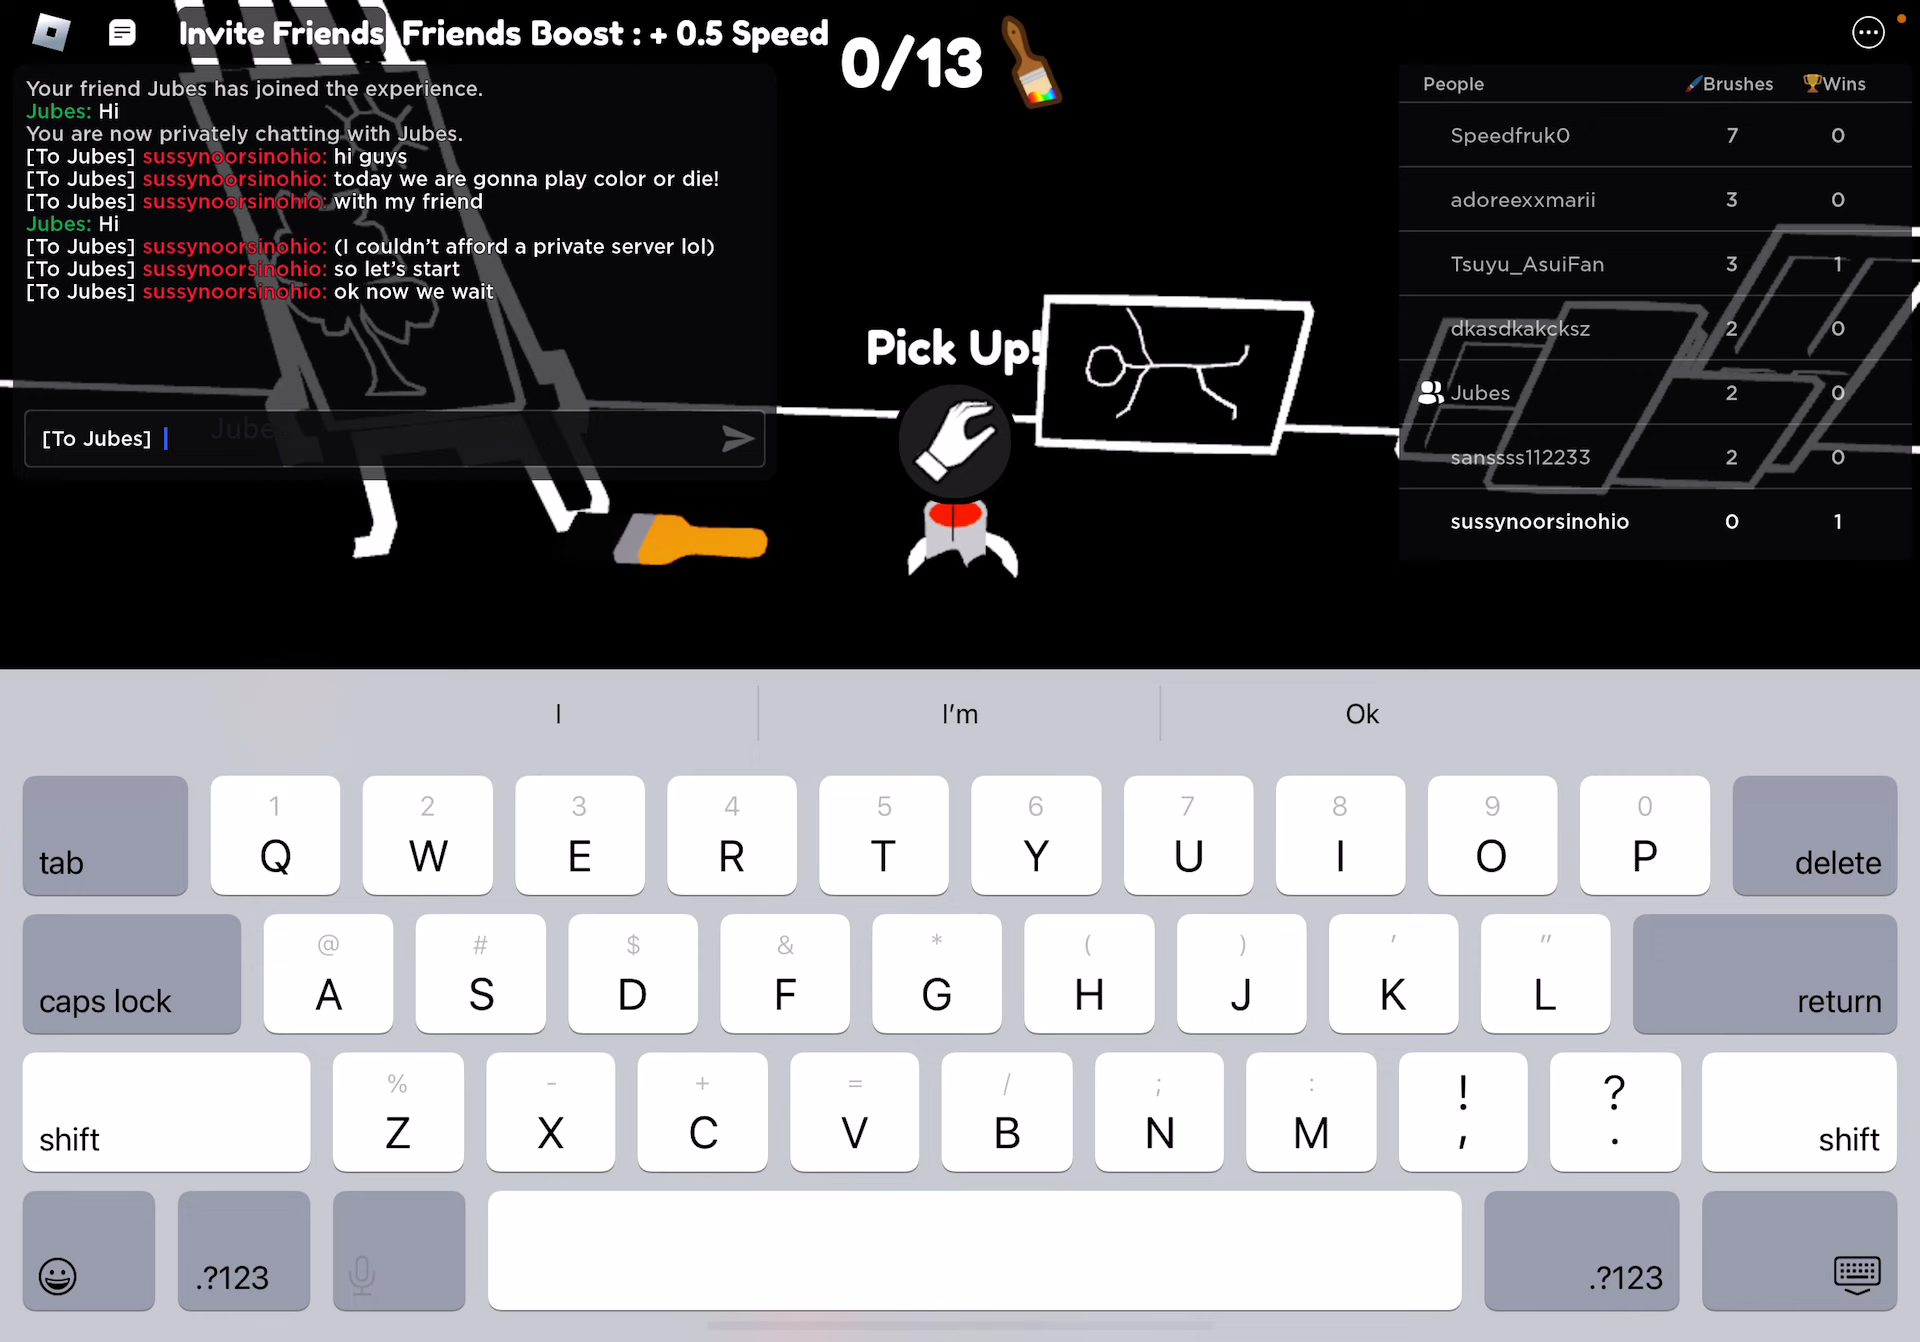 Invite Friends Friends Boost : + 0.5 Speed
0/13
Your friend Jubes has joined the experience.
Jubes: Hi
You are now privately chatting with Jubes.
[To Jubes] sussynoorsinohio: hi guys
[To Jubes] sussynoorsinohio: today we are gonna play color or die!
[To Jubes] sussynoorsinohio: with my friend
Jubes: Hi
[To Jubes] sussynoorsinohio: (I couldn't afford a private server lol)
[To Jubes] sussynoorsinohio: so let's start
[To Jubes] sussynoorsinohio: ok now we wait
[To Jubes]
Jubes
Pick Up!
People Brushes Wins
Speedfruk0 7 0
adoreexxmarii 3 0
Tsuyu_AsuiFan 3 1
dkasdkakcksz 2 0
Jubes 2 0
sanssss112233 2 0
sussynoorsinohio 0 1
I I'm Ok
1 2 3 4 5 6 7 8 9 0
tab Q W E R T Y U I O P delete
@ # $ & * ( ) ' "
caps lock A S D F G H J K L return
% - + = / ; : ! ?
shift Z X C V B N M , . shift
.?123 .?123